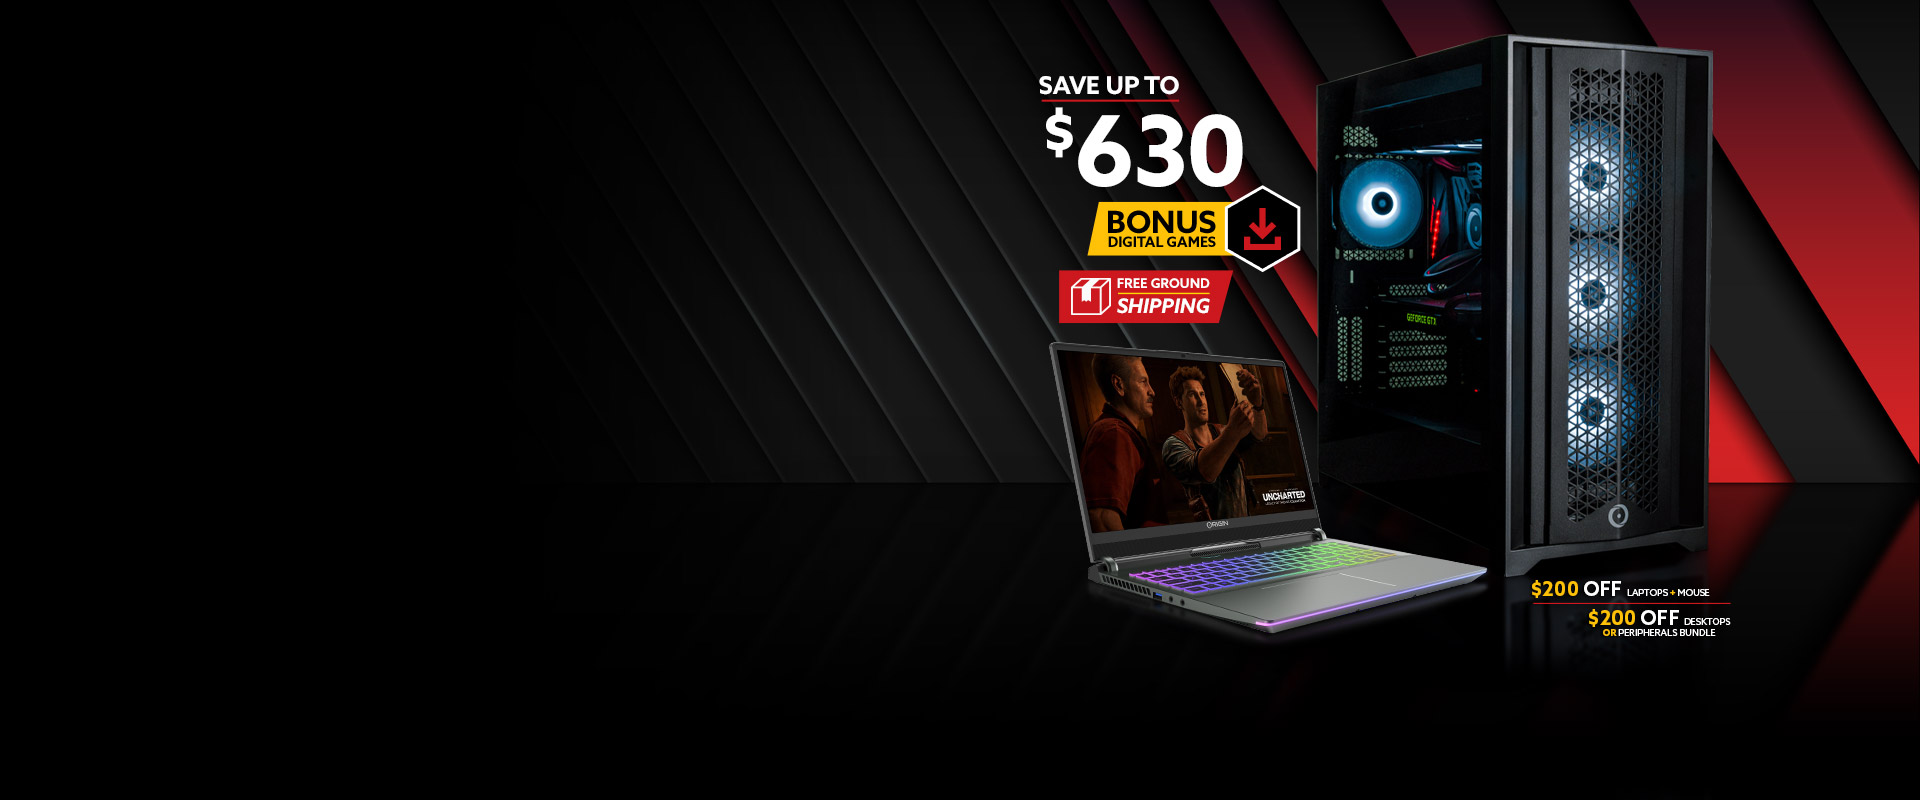 SAVE UP TO
$630
BONUS
DIGITAL GAMES
FREE GROUND
SHIPPING
GEFORCE GTX
UNCHARTED
ORIGIN
$200 OFF LAPTOPS + MOUSE
$200 OFF DESKTOPS
OR PERIPHERALS BUNDLE